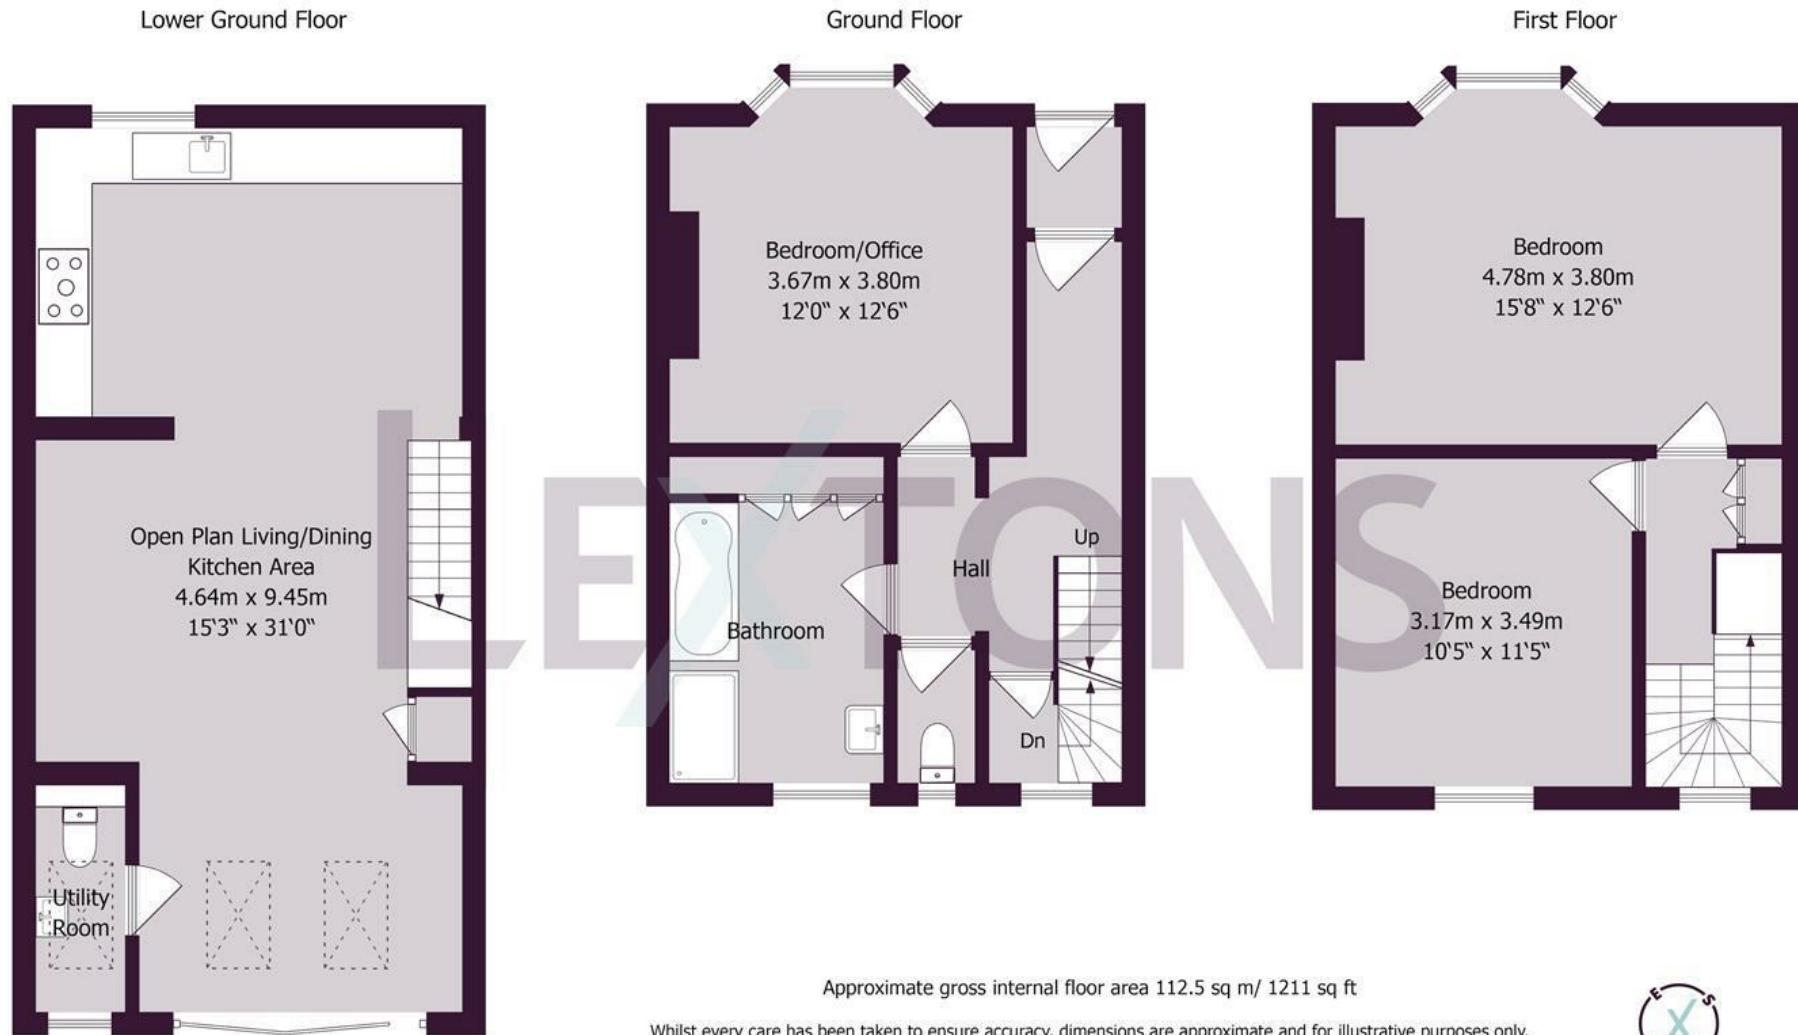 Lower Ground Floor
Ground Floor
First Floor
Bedroom/Office
3.67m x 3.80m
12'0" x 12'6"
Bedroom
4.78m x 3.80m
15'8" x 12'6"
Open Plan Living/Dining
Kitchen Area
4.64m x 9.45m
15'3" x 31'0"
Up
Hall
Bathroom
Dn
Bedroom
3.17m x 3.49m
10'5" x 11'5"
LEXTONS
Utility
Room
Approximate gross internal floor area 112.5 sq m/ 1211 sq ft
Whilst every care has been taken to ensure accuracy, dimensions are approximate and for illustrative purposes only.
E S